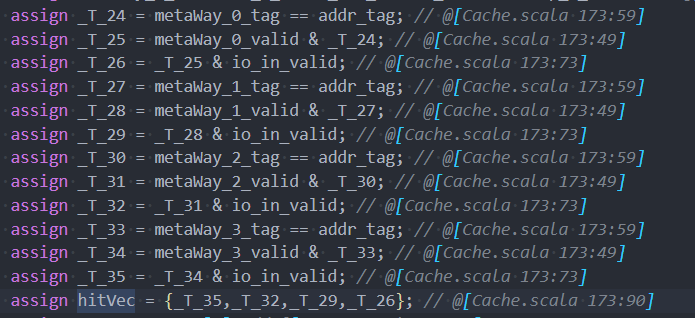 assign _T_24 = metaWay_0_tag == addr_tag; // @[Cache.scala 173:59]
assign _T_25 = metaWay_0_valid & _T_24; // @[Cache.scala 173:49]
assign _T_26 = _T_25 & io_in_valid; // @[Cache.scala 173:73]
assign _T_27 = metaWay_1_tag == addr_tag; // @[Cache.scala 173:59]
assign _T_28 = metaWay_1_valid & _T_27; // @[Cache.scala 173:49]
assign _T_29 = _T_28 & io_in_valid; // @[Cache.scala 173:73]
assign _T_30 = metaWay_2_tag == addr_tag; // @[Cache.scala 173:59]
assign _T_31 = metaWay_2_valid & _T_30; // @[Cache.scala 173:49]
assign _T_32 = _T_31 & io_in_valid; // @[Cache.scala 173:73]
assign _T_33 = metaWay_3_tag == addr_tag; // @[Cache.scala 173:59]
assign _T_34 = metaWay_3_valid & _T_33; // @[Cache.scala 173:49]
assign _T_35 = _T_34 & io_in_valid; // @[Cache.scala 173:73]
assign hitVec = {_T_35,_T_32,_T_29,_T_26}; // @[Cache.scala 173:90]